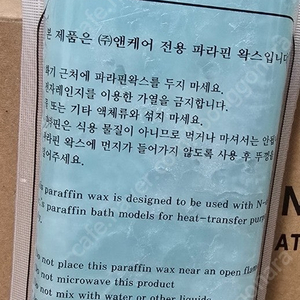 본 제품은 (주)앤케어 전용 파라핀 왁스입니다
화기 근처에 파라핀왁스를 두지 마세요.
전자레인지를 이용한 가열을 금지합니다.
또는 기타 액체류와 섞지 마세요.
식용 물질이 아니므로 먹거나 마셔서는 안됩
왁스에 먼지가 들어가지 않도록 사용 후 뚜껑을
주세요.
paraffin wax is designed to be used with N-
paraffin bath models for heat-transfer purp
not place this paraffin wax near an open flam
not microwave this product
not mix with water or other liquids
N
AT